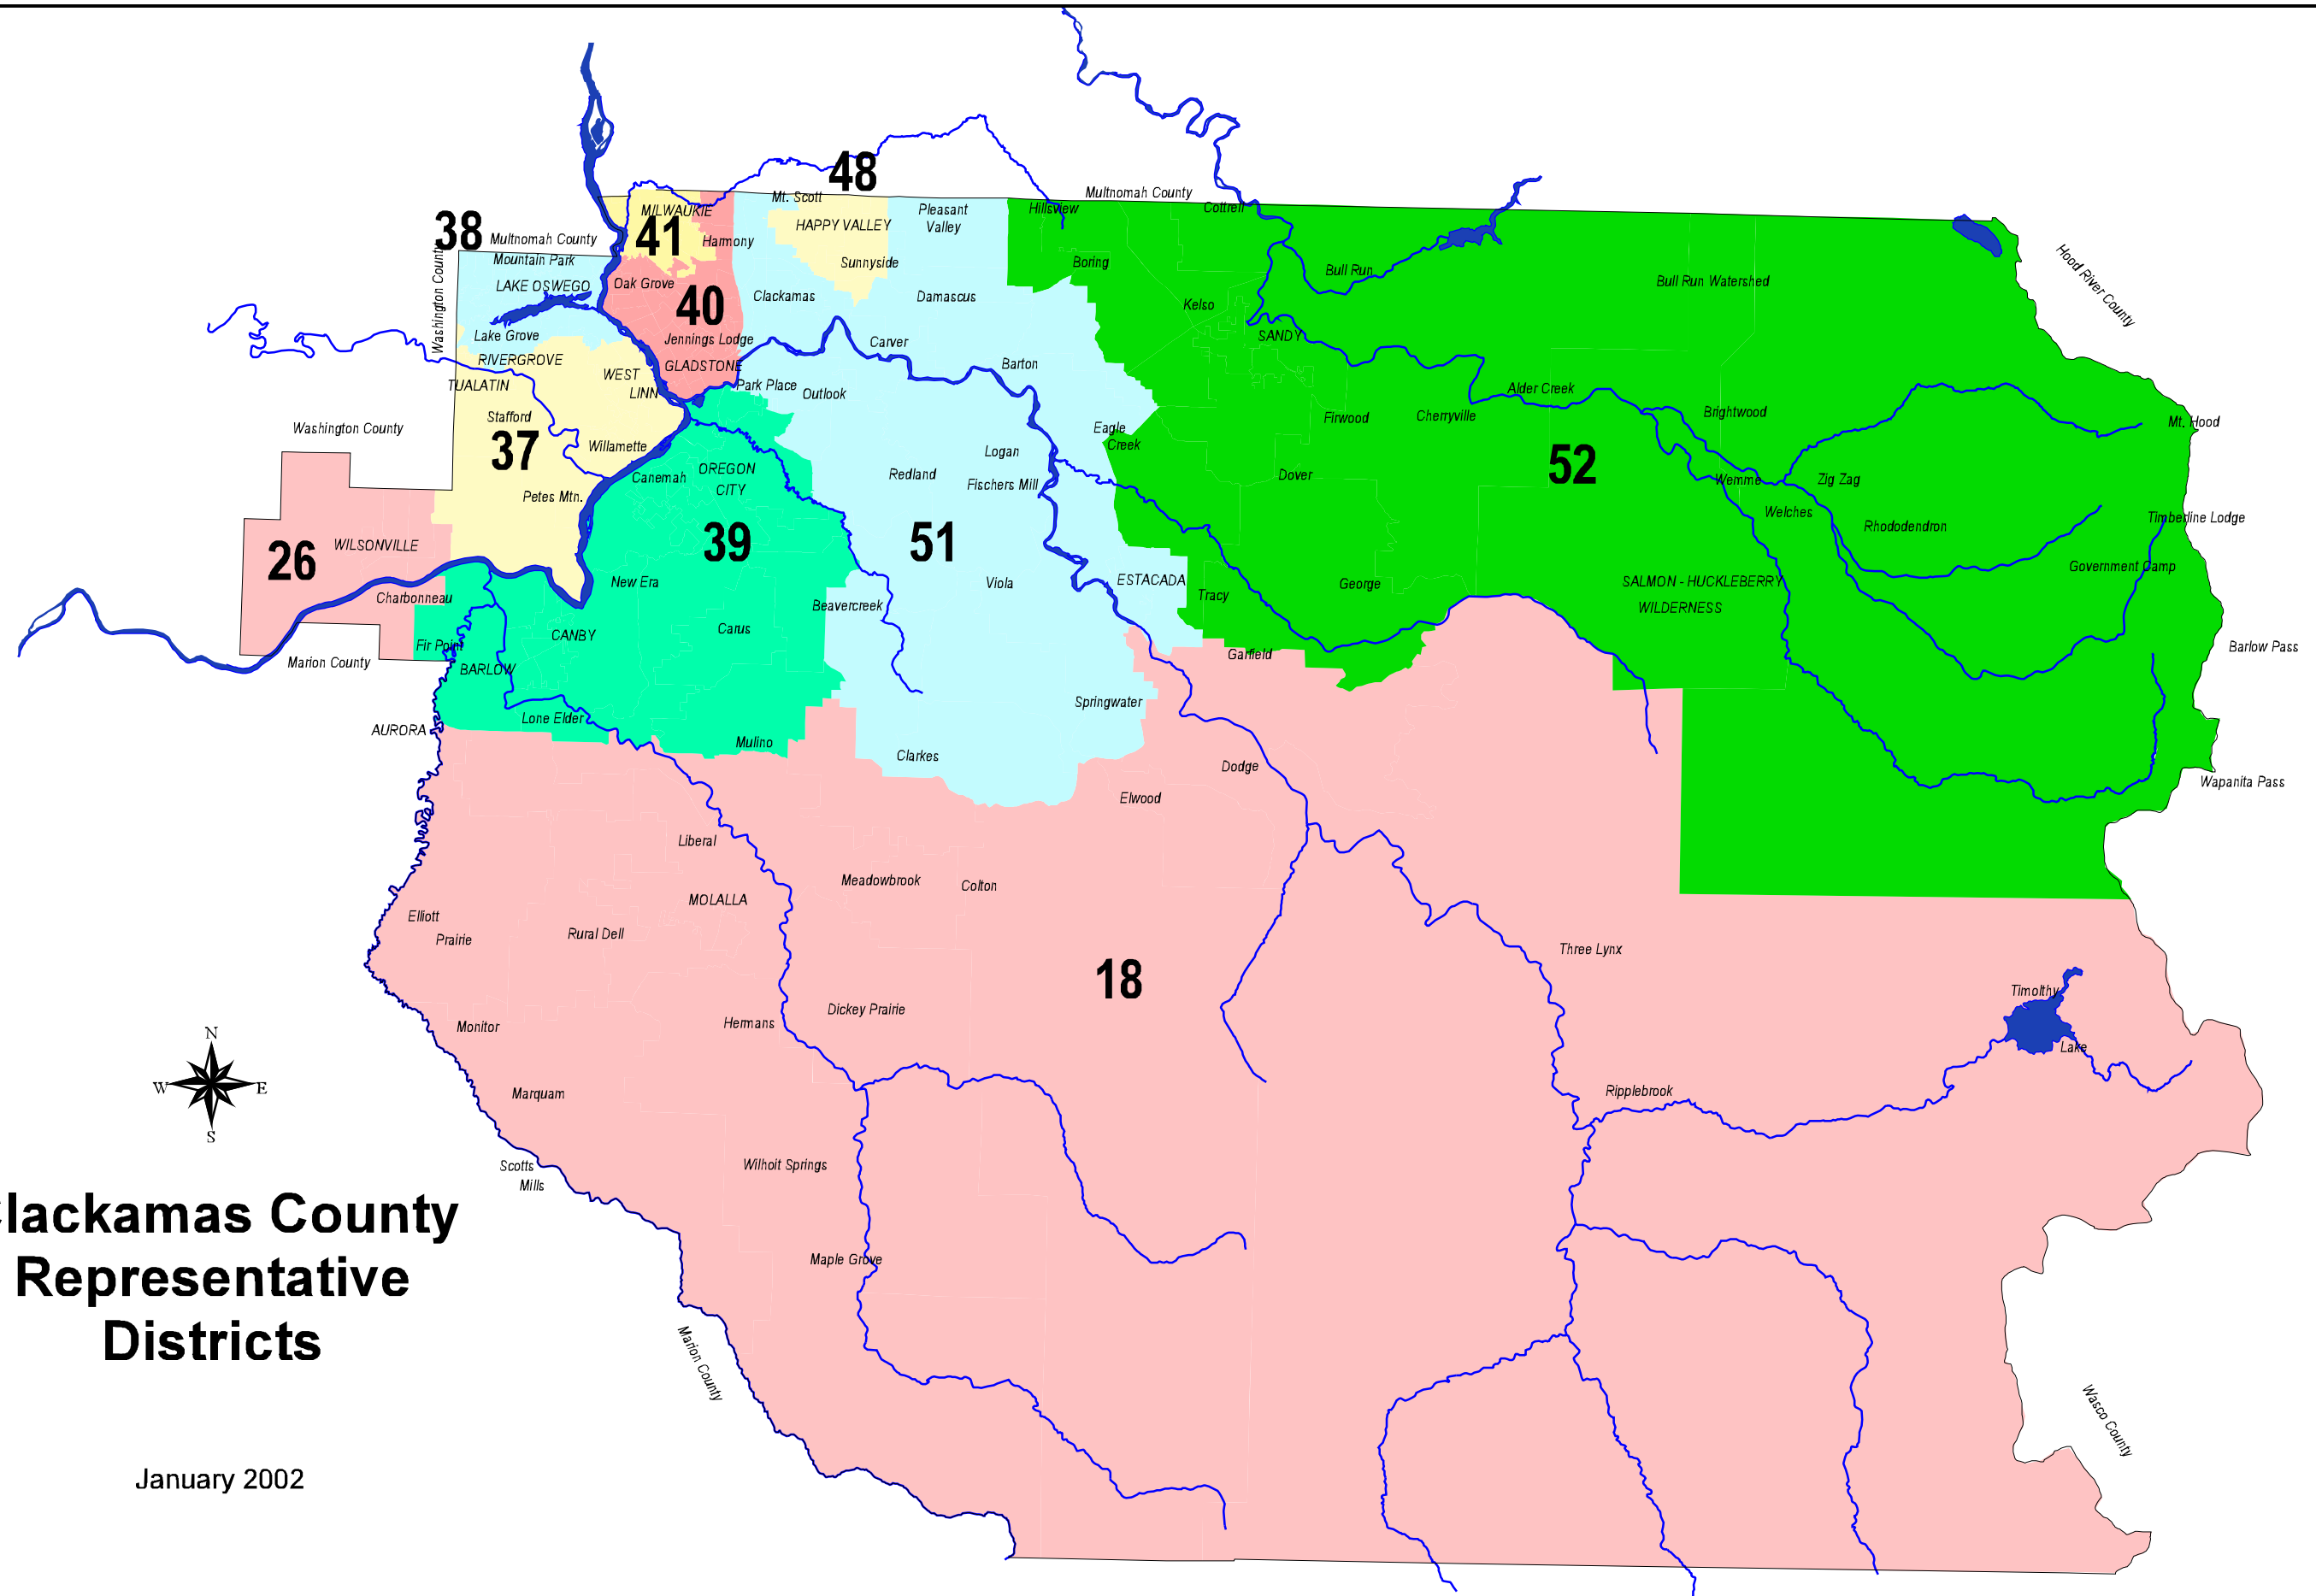 48
Multnomah County
Mt. Scott
MILWAUKIE
41
Harmony
HAPPY VALLEY
Sunnyside
Pleasant
Valley
Hillsview
Cottrell
38
Multnomah County
Washington County
Mountain Park
LAKE OSWEGO
Lake Grove
RIVERGROVE
TUALATIN
Oak Grove
40
Jennings Lodge
GLADSTONE
Clackamas
Damascus
Carver
Barton
Boring
Kelso
SANDY
Bull Run
Bull Run Watershed
Hood River County
WEST
LINN
Park Place
Outlook
Stafford
37
Willamette
Petes Mtn.
Washington County
Canemah
OREGON
CITY
39
Redland
Logan
Fischers Mill
51
Eagle
Creek
Dover
Firwood
Cherryville
Alder Creek
52
Brightwood
Wemme
Welches
Zig Zag
Rhododendron
Mt. Hood
Timberline Lodge
Government Camp
26
WILSONVILLE
Charbonneau
Fir Point
Marion County
New Era
CANBY
BARLOW
Carus
Beavercreek
Viola
ESTACADA
Tracy
George
SALMON - HUCKLEBERRY
WILDERNESS
Barlow Pass
Garfield
AURORA
Lone Elder
Mulino
Clarkes
Springwater
Dodge
Elwood
Wapanita Pass
Liberal
MOLALLA
Meadowbrook
Colton
Elliott
Prairie
Rural Dell
18
Three Lynx
Timolthy
Lake
Monitor
Hermans
Dickey Prairie
Marquam
Ripplebrook
Scotts
Mills
Wilhoit Springs
Maple Grove
Marion County
Wasco County
N
W E
S
lackamas County
Representative
Districts
January 2002